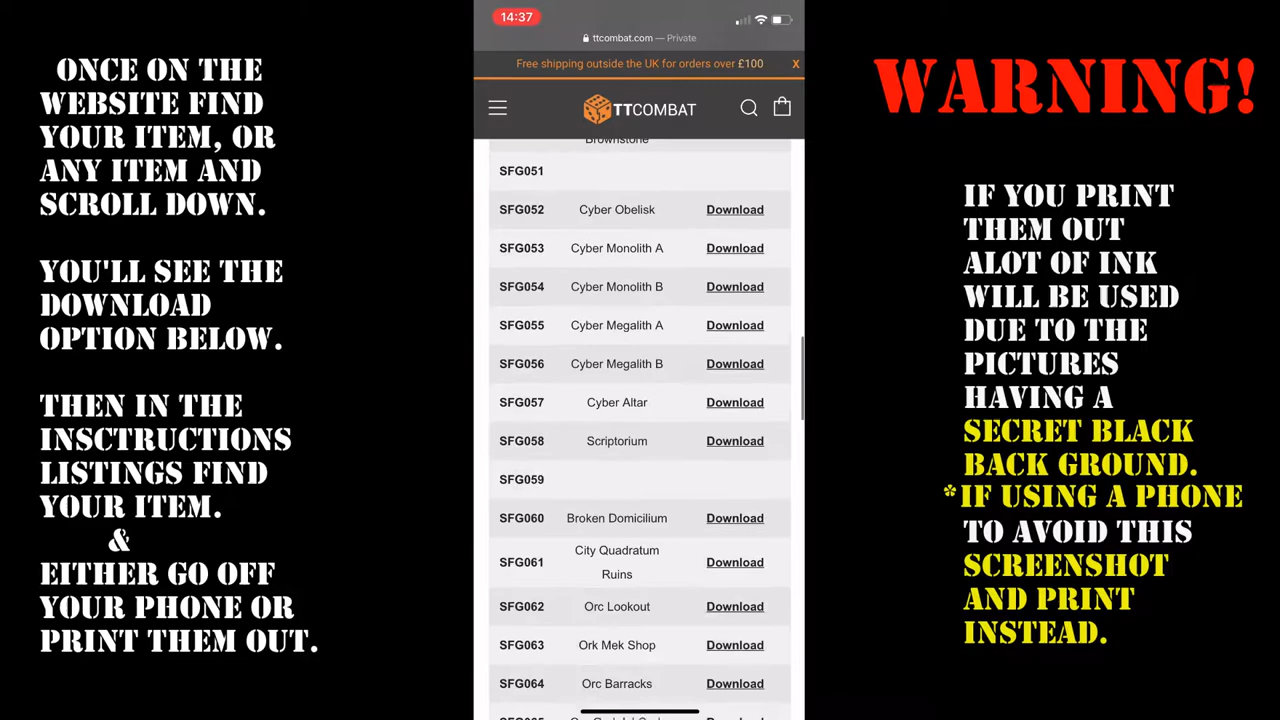 ONCE ON THE
WEBSITE FIND
YOUR ITEM, OR
ANY ITEM AND
SCROLL DOWN.
YOU'LL SEE THE
DOWNLOAD
OPTION BELOW.
THEN IN THE
INSCTRUCTIONS
LISTINGS FIND
YOUR ITEM.
&
EITHER GO OFF
YOUR PHONE OR
PRINT THEM OUT.
14:37
ttcombat.com — Private
Free shipping outside the UK for orders over £100 X
TTCOMBAT
Brownstone
SFG051
SFG052 Cyber Obelisk Download
SFG053 Cyber Monolith A Download
SFG054 Cyber Monolith B Download
SFG055 Cyber Megalith A Download
SFG056 Cyber Megalith B Download
SFG057 Cyber Altar Download
SFG058 Scriptorium Download
SFG059
SFG060 Broken Domicilium Download
SFG061 City Quadratum Ruins Download
SFG062 Orc Lookout Download
SFG063 Ork Mek Shop Download
SFG064 Orc Barracks Download
WARNING!
IF YOU PRINT
THEM OUT
ALOT OF INK
WILL BE USED
DUE TO THE
PICTURES
HAVING A
SECRET BLACK
BACK GROUND.
*IF USING A PHONE
TO AVOID THIS
SCREENSHOT
AND PRINT
INSTEAD.